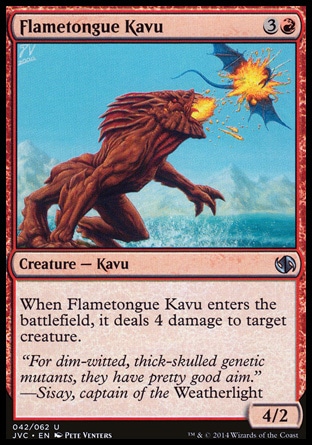 Flametongue Kavu 3
Creature — Kavu
When Flametongue Kavu enters the
battlefield, it deals 4 damage to target
creature.
"For dim-witted, thick-skulled genetic
mutants, they have pretty good aim."
—Sisay, captain of the Weatherlight
4/2
042/062 U
JVC • EN Pete Venters
™ & © 2014 Wizards of the Coast